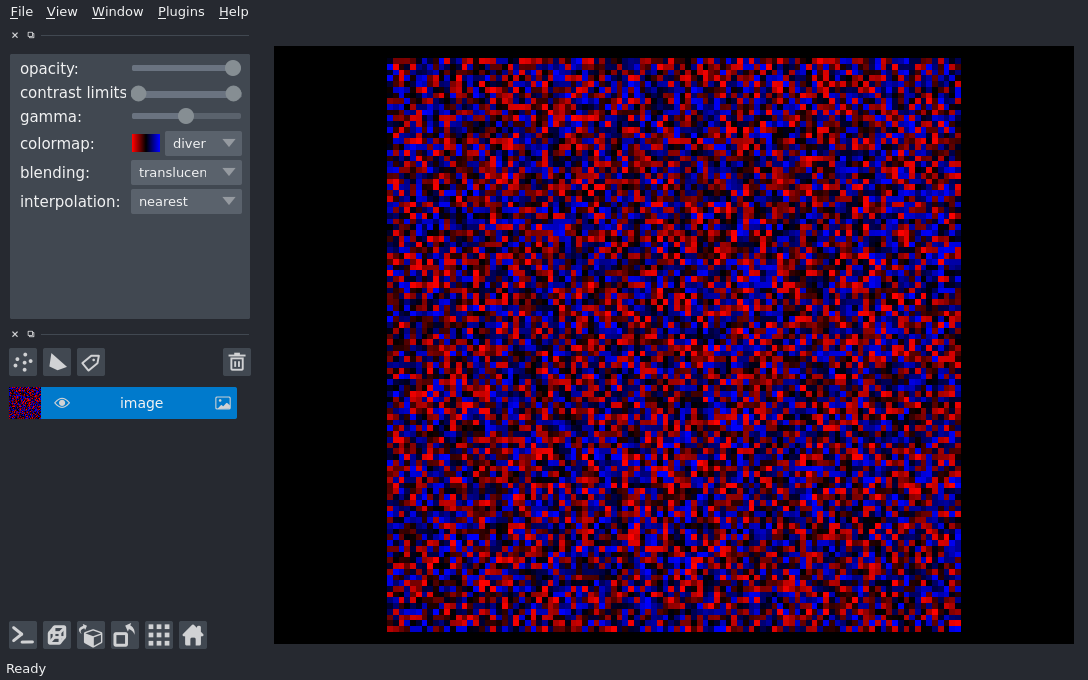 File View Window Plugins Help
opacity:
contrast limits
gamma:
colormap: diver
blending: translucen
interpolation: nearest
image
Ready